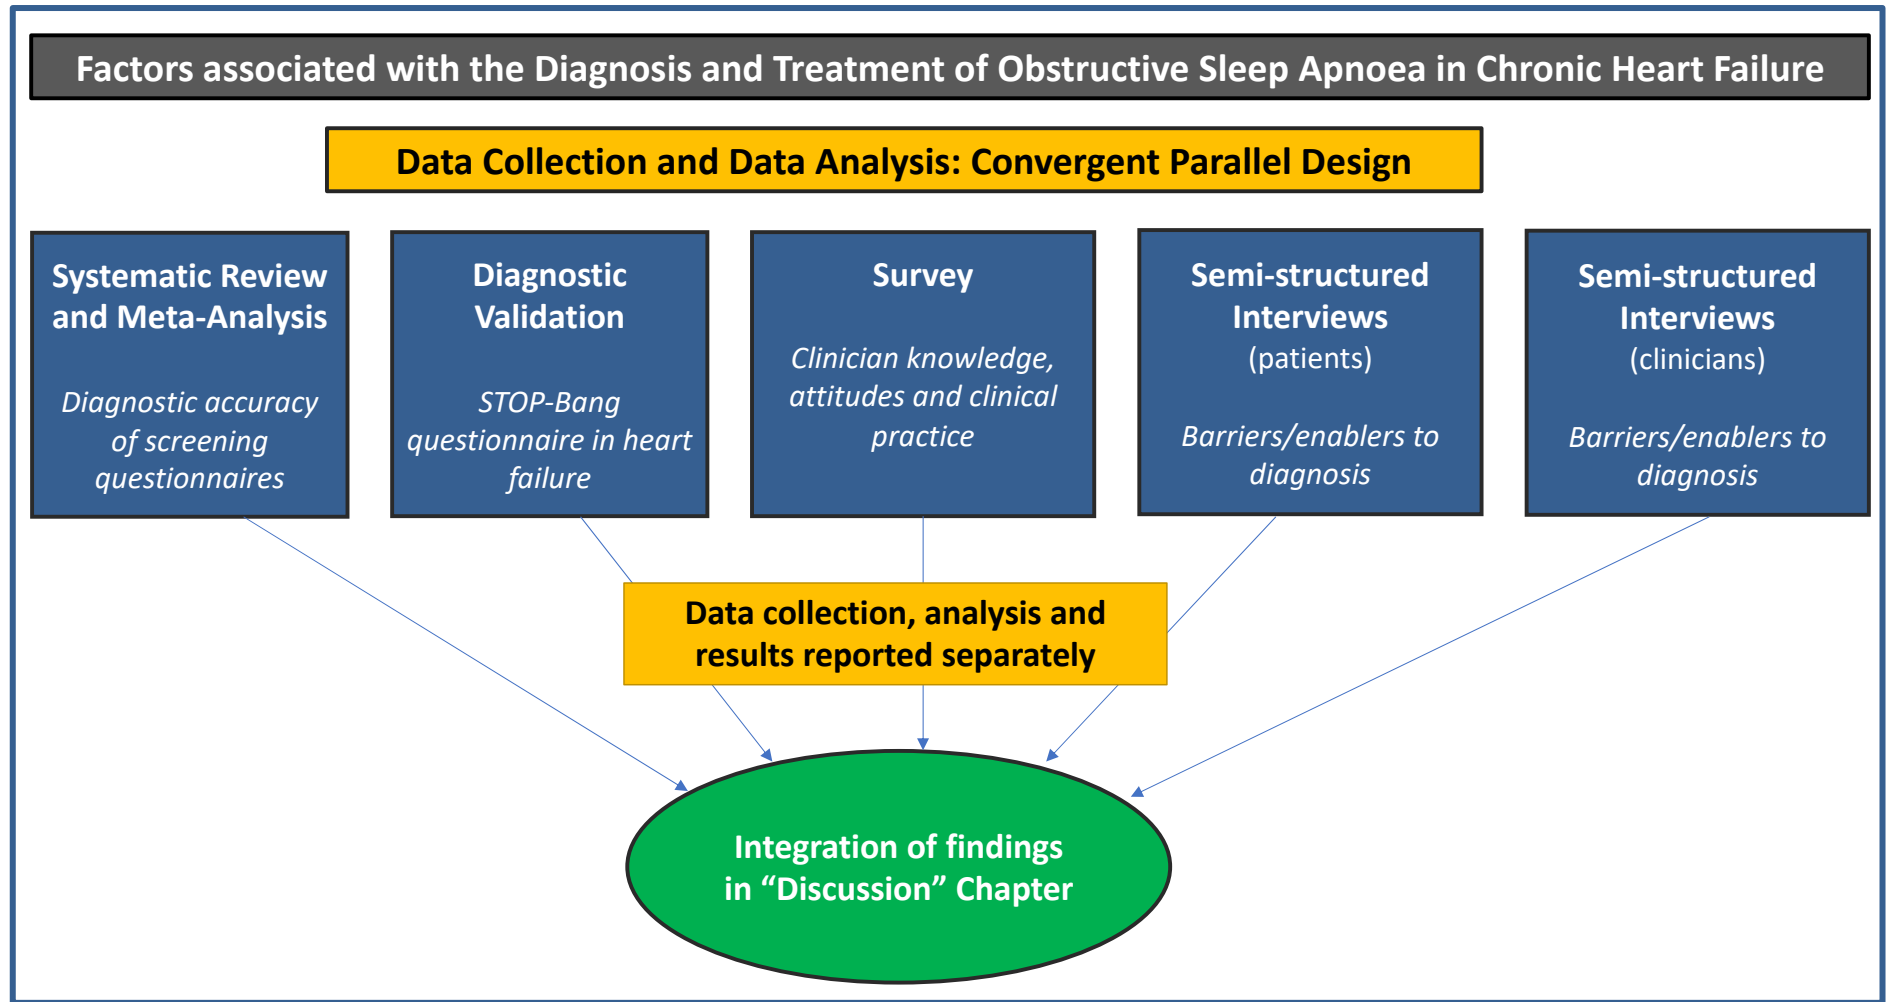 Factors associated with the Diagnosis and Treatment of Obstructive Sleep Apnoea in Chronic Heart Failure
Data Collection and Data Analysis: Convergent Parallel Design
Systematic Review
and Meta-Analysis
Diagnostic accuracy
of screening
questionnaires
Diagnostic
Validation
STOP-Bang
questionnaire in heart
failure
Survey
Clinician knowledge,
attitudes and clinical
practice
Semi-structured
Interviews
(patients)
Barriers/enablers to
diagnosis
Semi-structured
Interviews
(clinicians)
Barriers/enablers to
diagnosis
Data collection, analysis and
results reported separately
Integration of findings
in “Discussion” Chapter